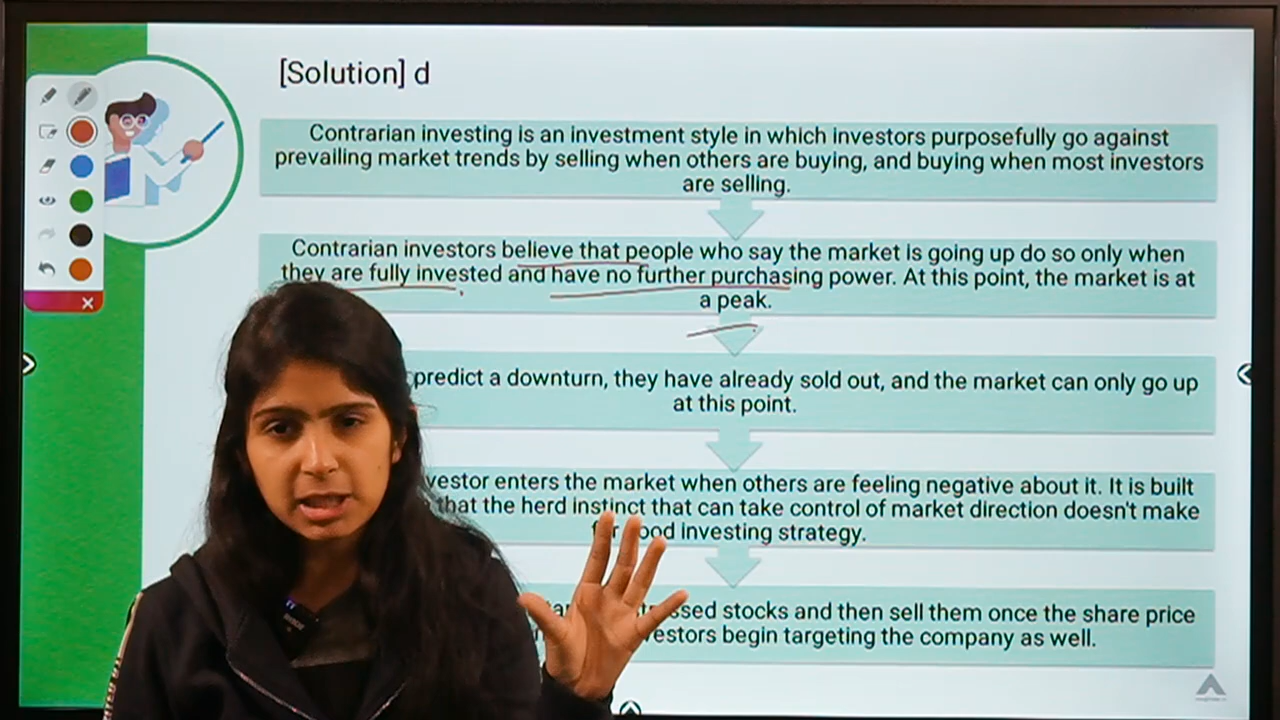 [Solution] d
Contrarian investing is an investment style in which investors purposefully go against
prevailing market trends by selling when others are buying, and buying when most investors
are selling.
Contrarian investors believe that people who say the market is going up do so only when
they are fully invested and have no further purchasing power. At this point, the market is at
a peak.
predict a downturn, they have already sold out, and the market can only go up
at this point.
vestor enters the market when others are feeling negative about it. It is built
that the herd instinct that can take control of market direction doesn't make
ood investing strategy.
ssed stocks and then sell them once the share price
vestors begin targeting the company as well.